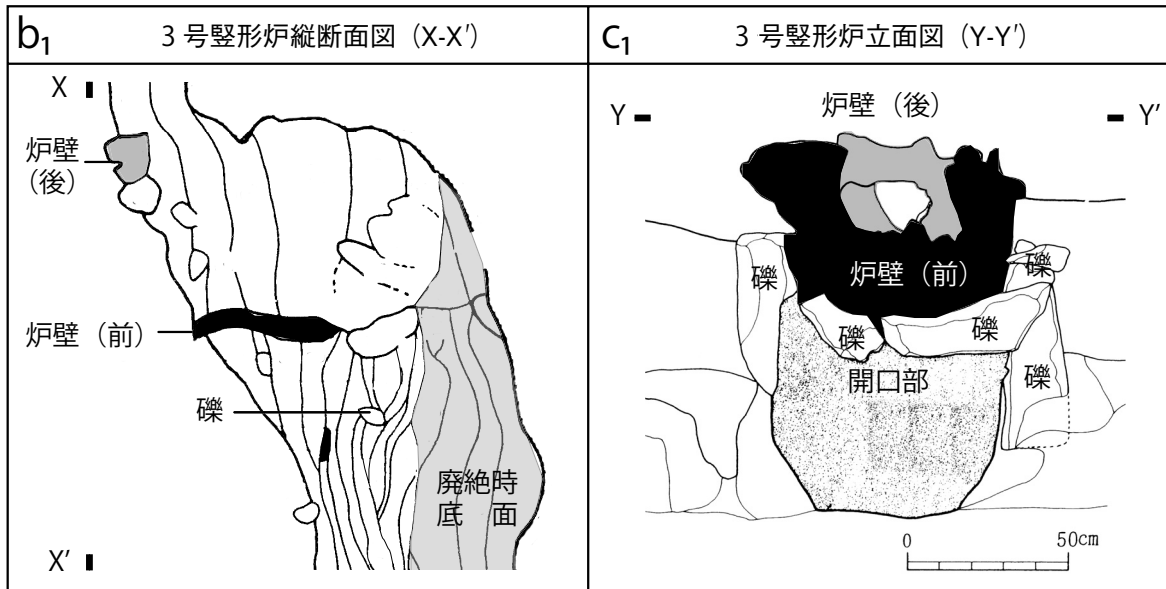 b₁
3 号竪形炉縦断面図（X-X′）
X
炉壁
（後）
炉壁（前）
礫
廃絶時
底 面
X′
c₁
3 号竪形炉立面図（Y-Y′）
炉壁（後）
Y
Y′
礫
炉壁（前）
礫
礫
礫
礫
開口部
0
50cm